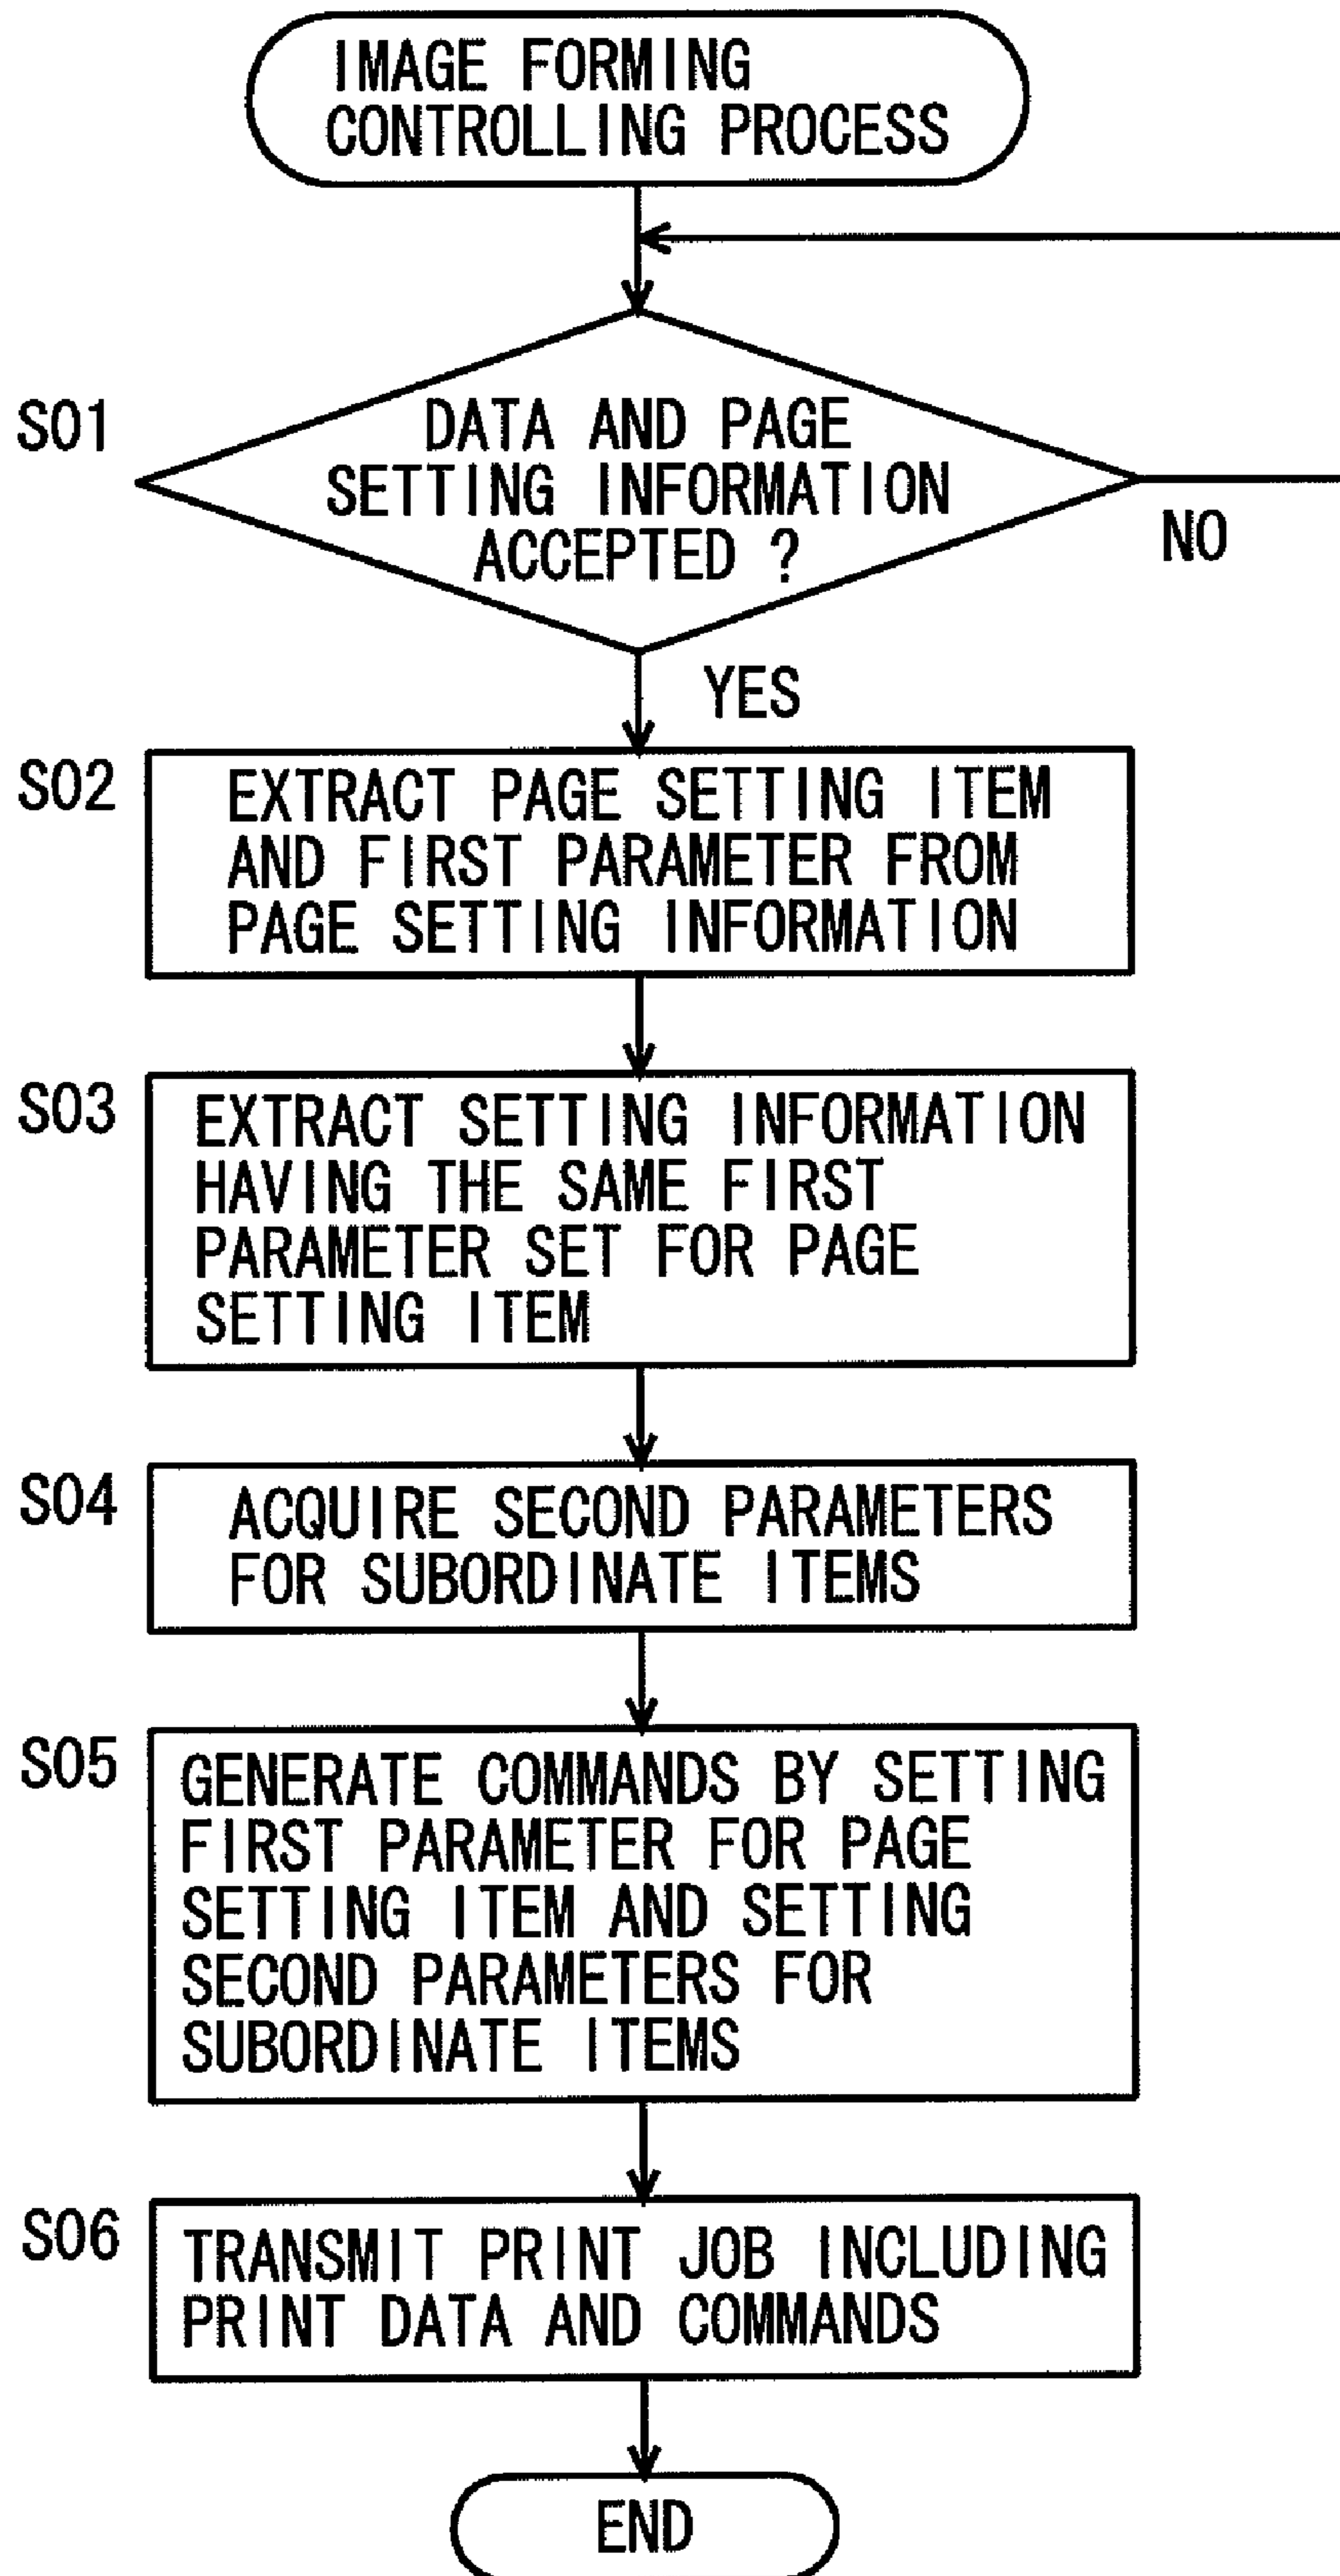 IMAGE FORMING
CONTROLLING PROCESS
S01
DATA AND PAGE
SETTING INFORMATION
ACCEPTED ?
NO
YES
S02
EXTRACT PAGE SETTING ITEM
AND FIRST PARAMETER FROM
PAGE SETTING INFORMATION
S03
EXTRACT SETTING INFORMATION
HAVING THE SAME FIRST
PARAMETER SET FOR PAGE
SETTING ITEM
S04
ACQUIRE SECOND PARAMETERS
FOR SUBORDINATE ITEMS
S05
GENERATE COMMANDS BY SETTING
FIRST PARAMETER FOR PAGE
SETTING ITEM AND SETTING
SECOND PARAMETERS FOR
SUBORDINATE ITEMS
S06
TRANSMIT PRINT JOB INCLUDING
PRINT DATA AND COMMANDS
END